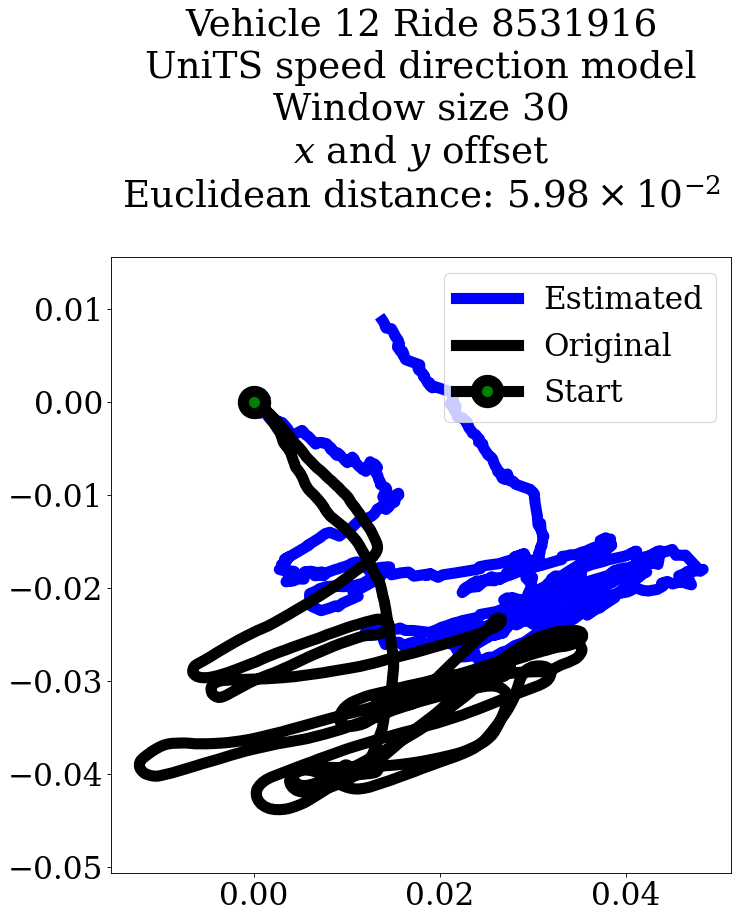 Vehicle 12 Ride 8531916
UniTS speed direction model
Window size 30
x and y offset
Euclidean distance: 5.98 × 10⁻²
Estimated
Original
Start
0.01
0.00
−0.01
−0.02
−0.03
−0.04
−0.05
0.00 0.02 0.04